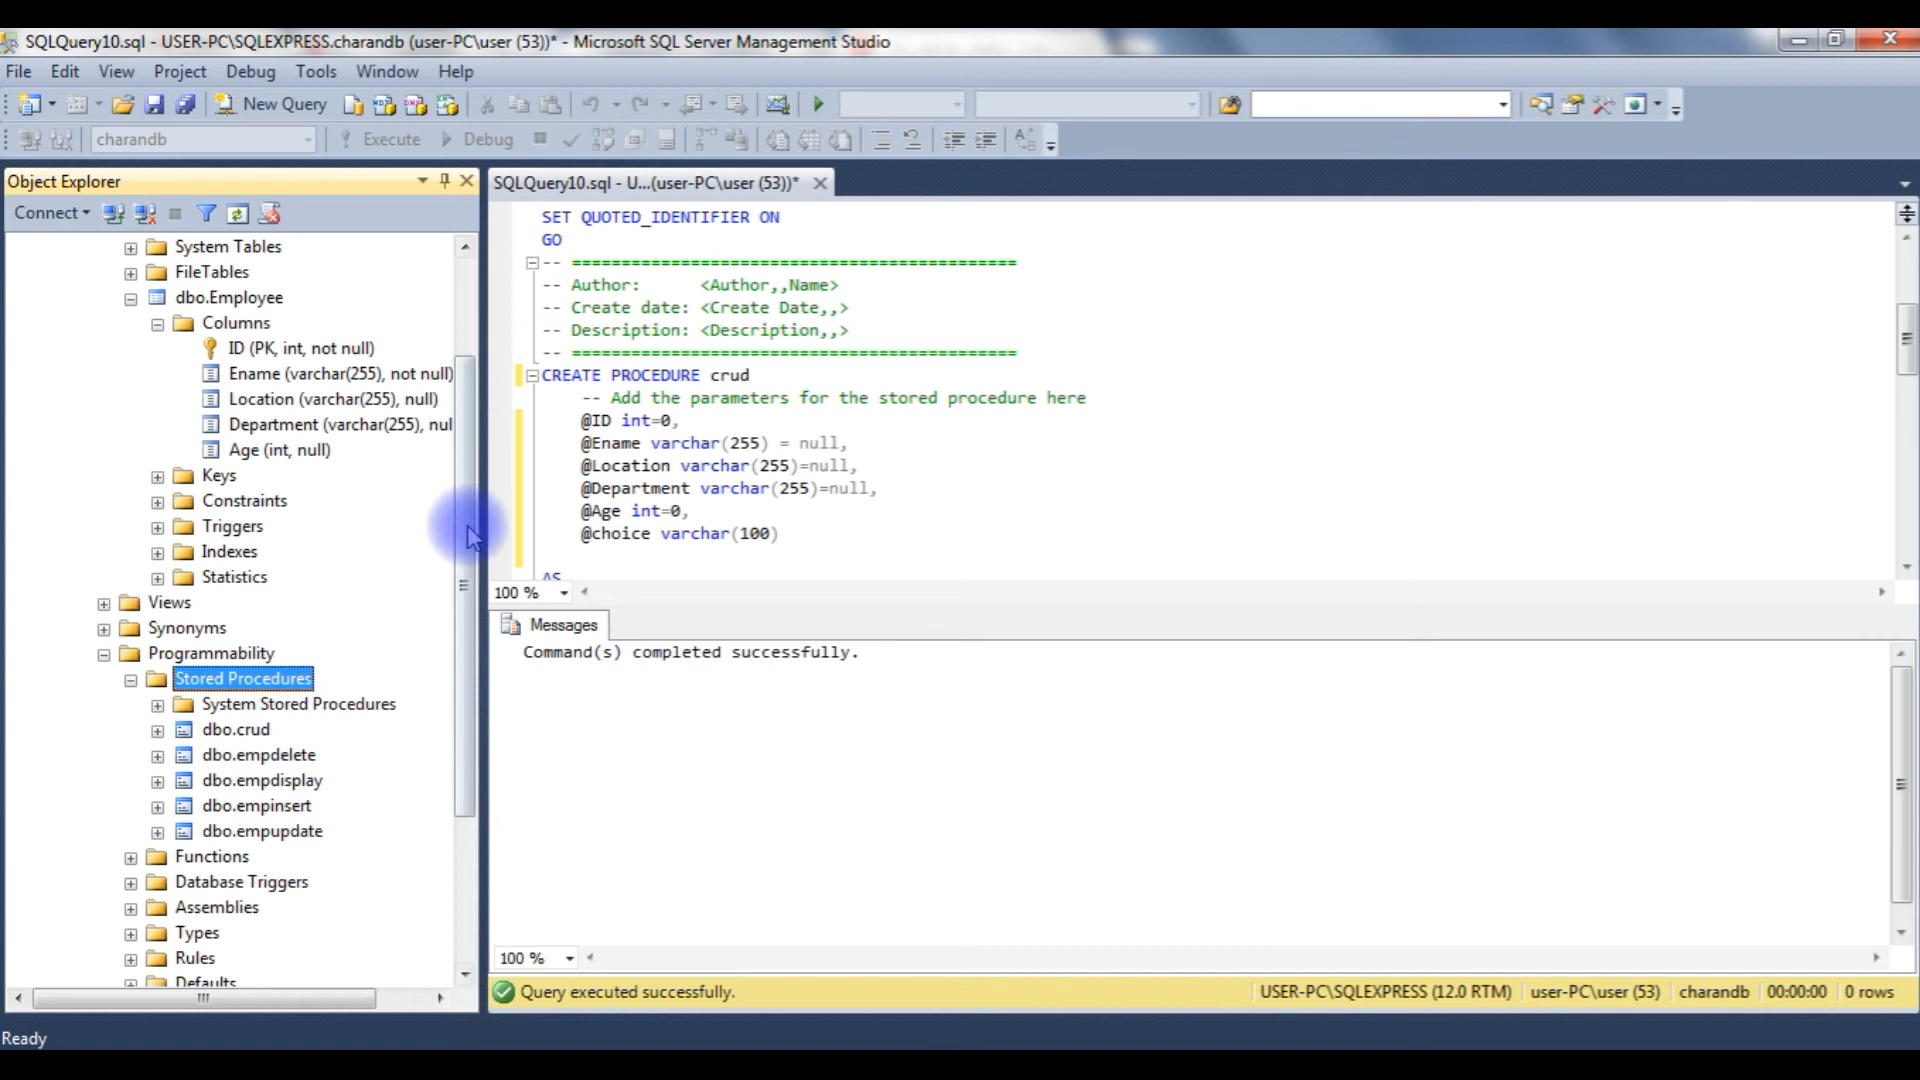 SQLQuery10.sql - USER-PC\SQLEXPRESS.charandb (user-PC\user (53))* - Microsoft SQL Server Management Studio
File Edit View Project Debug Tools Window Help
New Query
charandb Execute Debug
Object Explorer
Connect
System Tables
FileTables
dbo.Employee
Columns
ID (PK, int, not null)
Ename (varchar(255), not null)
Location (varchar(255), null)
Department (varchar(255), nul
Age (int, null)
Keys
Constraints
Triggers
Indexes
Statistics
Views
Synonyms
Programmability
Stored Procedures
System Stored Procedures
dbo.crud
dbo.empdelete
dbo.empdisplay
dbo.empinsert
dbo.empupdate
Functions
Database Triggers
Assemblies
Types
Rules
Defaults
SQLQuery10.sql - U...(user-PC\user (53))*
SET QUOTED_IDENTIFIER ON
GO
-- =============================================
-- Author: <Author,,Name>
-- Create date: <Create Date,,>
-- Description: <Description,,>
-- =============================================
CREATE PROCEDURE crud
-- Add the parameters for the stored procedure here
@ID int=0,
@Ename varchar(255) = null,
@Location varchar(255)=null,
@Department varchar(255)=null,
@Age int=0,
@choice varchar(100)
AS
100 %
Messages
Command(s) completed successfully.
100 %
Query executed successfully. USER-PC\SQLEXPRESS (12.0 RTM) user-PC\user (53) charandb 00:00:00 0 rows
Ready